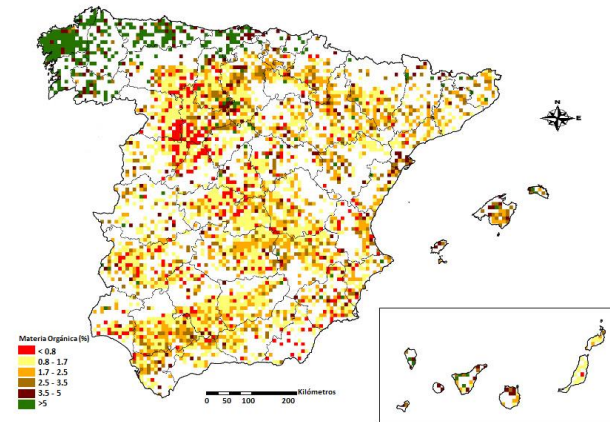 N
E
Materia Orgánica (%)
< 0.8
0.8 - 1.7
1.7 - 2.5
2.5 - 3.5
3.5 - 5
>5
Kilómetros
0 50 100 200